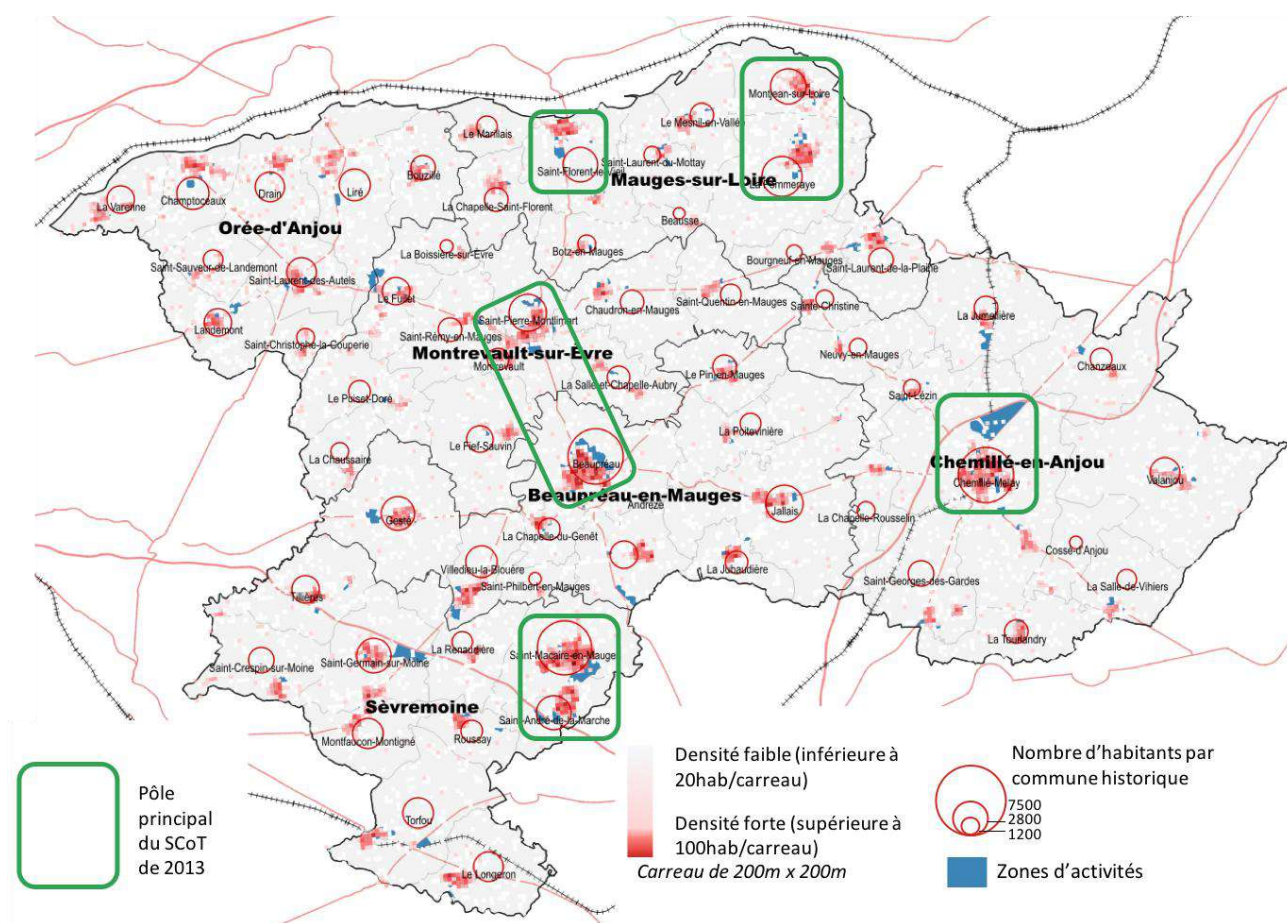 Montjean-sur-Loire
Le Marillais
Le Mesnil-en-Vallée
Saint-Laurent-du-Mottay
Saint-Florent-le-Vieil
Mauges-sur-Loire
La Pommeraye
Bouzillé
Liré
Drain
Champtoceaux
La Varenne
La Chapelle-Saint-Florent
Beausse
Orée-d'Anjou
Botz-en-Mauges
La Boissière-sur-Èvre
Bourgneuf-en-Mauges
Saint-Laurent-de-la-Plaine
Saint-Sauveur-de-Landemont
Saint-Laurent-des-Autels
Le Fuilet
Saint-Quentin-en-Mauges
Sainte-Christine
Chaudron-en-Mauges
La Jumellière
Saint-Pierre-Montlimart
Landemont
Saint-Rémy-en-Mauges
Saint-Christophe-la-Couperie
Montrevault-sur-Èvre
Neuvy-en-Mauges
Montrevault
Chanzeaux
Le Pin-en-Mauges
La Salle-et-Chapelle-Aubry
Saint-Lézin
Le Puiset-Doré
La Poitevinière
Le Fief-Sauvin
La Chaussaire
Beaupréau
Chemillé-en-Anjou
Chemillé-Melay
Valanjou
Beaupreau-en-Mauges
Andrezé
Jallais
La Chapelle-Rousselin
Gesté
La Chapelle-du-Genêt
Cossé-d'Anjou
Villedieu-la-Blouère
La Jubaudière
Saint-Georges-des-Gardes
La Salle-de-Vihiers
Saint-Philbert-en-Mauges
Tillières
La Tourlandry
La Renaudière
Saint-Macaire-en-Mauges
Saint-Crespin-sur-Moine
Saint-Germain-sur-Moine
Sèvremoine
Saint-André-de-la-Marche
Montfaucon-Montigné
Roussay
Torfou
Le Longeron
Pôle
principal
du SCoT
de 2013
Densité faible (inférieure à
20hab/carreau)
Densité forte (supérieure à
100hab/carreau)
Carreau de 200m x 200m
Nombre d'habitants par
commune historique
7500
2800
1200
Zones d'activités